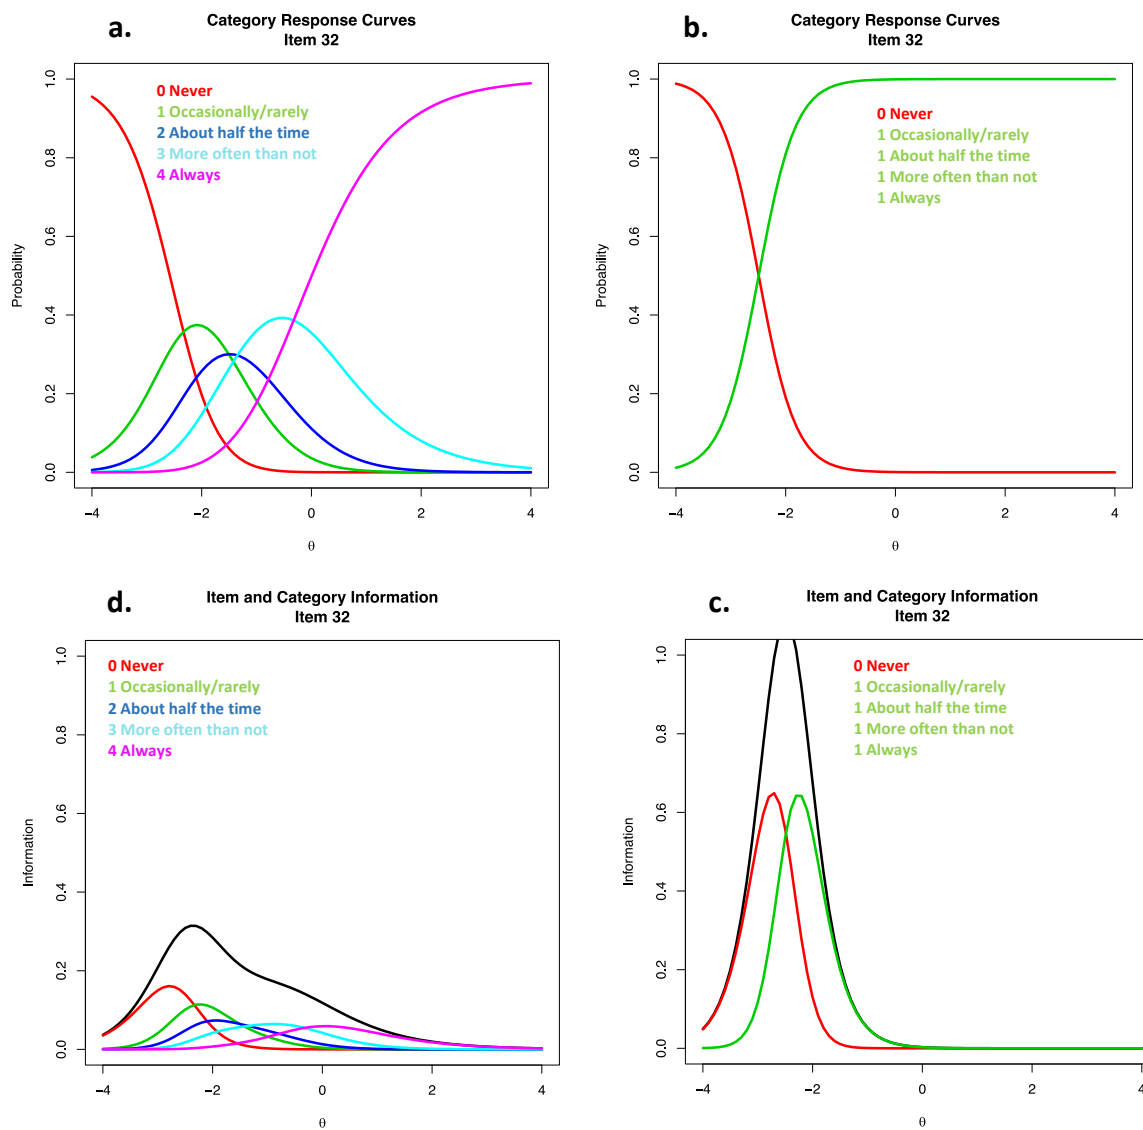 a.
Category Response Curves
Item 32
0 Never
1 Occasionally/rarely
2 About half the time
3 More often than not
4 Always
1.0
0.8
0.6
0.4
0.2
0.0
Probability
−4 −2 0 2 4
θ
b.
Category Response Curves
Item 32
0 Never
1 Occasionally/rarely
1 About half the time
1 More often than not
1 Always
1.0
0.8
0.6
0.4
0.2
0.0
Probability
−4 −2 0 2 4
θ
d.
Item and Category Information
Item 32
0 Never
1 Occasionally/rarely
2 About half the time
3 More often than not
4 Always
1.0
0.8
0.6
0.4
0.2
0.0
Information
−4 −2 0 2 4
θ
c.
Item and Category Information
Item 32
0 Never
1 Occasionally/rarely
1 About half the time
1 More often than not
1 Always
1.0
0.8
0.6
0.4
0.2
0.0
Information
−4 −2 0 2 4
θ